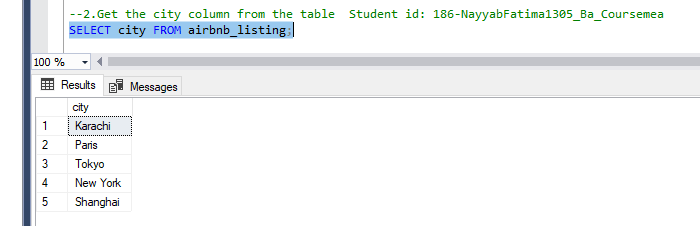 --2.Get the city column from the table  Student id: 186-NayyabFatima1305_Ba_Coursemea
SELECT city FROM airbnb_listing;
100 %
Results Messages
city
1 Karachi
2 Paris
3 Tokyo
4 New York
5 Shanghai